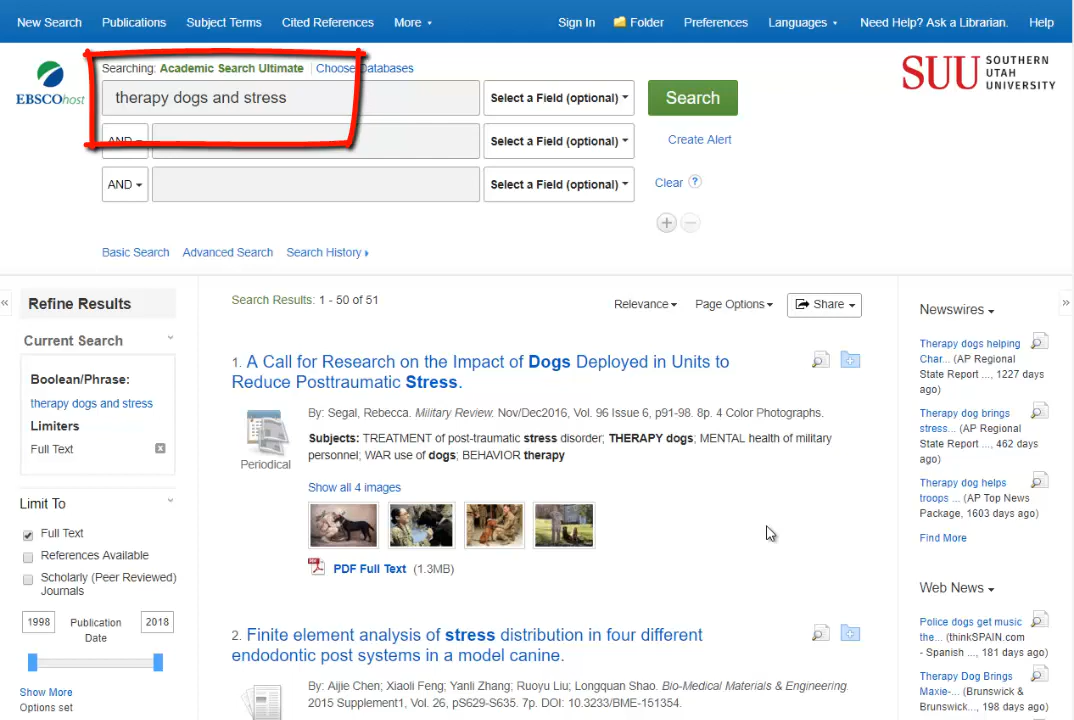 New Search Publications Subject Terms Cited References More Sign In Folder Preferences Languages Need Help? Ask a Librarian. Help
Searching: Academic Search Ultimate Choose Databases
EBSCOhost
therapy dogs and stress Select a Field (optional) Search
SUU SOUTHERN
UTAH
UNIVERSITY
AND Select a Field (optional) Create Alert
AND Select a Field (optional) Clear ?
Basic Search Advanced Search Search History
Refine Results
Current Search
Boolean/Phrase:
therapy dogs and stress
Limiters
Full Text
Limit To
Full Text
References Available
Scholarly (Peer Reviewed)
Journals
1998 Publication 2018
Date
Show More
Options set
Search Results: 1 - 50 of 51 Relevance Page Options Share
1. A Call for Research on the Impact of Dogs Deployed in Units to
Reduce Posttraumatic Stress.
Periodical
By: Segal, Rebecca. Military Review. Nov/Dec2016, Vol. 96 Issue 6, p91-98. 8p. 4 Color Photographs.
Subjects: TREATMENT of post-traumatic stress disorder; THERAPY dogs; MENTAL health of military
personnel; WAR use of dogs; BEHAVIOR therapy
Show all 4 images
PDF Full Text (1.3MB)
2. Finite element analysis of stress distribution in four different
endodontic post systems in a model canine.
By: Aijie Chen; Xiaoli Feng; Yanli Zhang; Ruoyu Liu; Longquan Shao. Bio-Medical Materials & Engineering.
2015 Supplement1, Vol. 26, pS629-S635. 7p. DOI: 10.3233/BME-151354.
Newswires
Therapy dogs helping
Char... (AP Regional
State Report ..., 1227 days
ago)
Therapy dog brings
stress... (AP Regional
State Report ..., 462 days
ago)
Therapy dog helps
troops ... (AP Top News
Package, 1603 days ago)
Find More
Web News
Police dogs get music
the... (thinkSPAIN.com
- Spanish ..., 181 days ago)
Therapy Dog Brings
Maxie-... (Brunswick &
Brunswick..., 198 days ago)